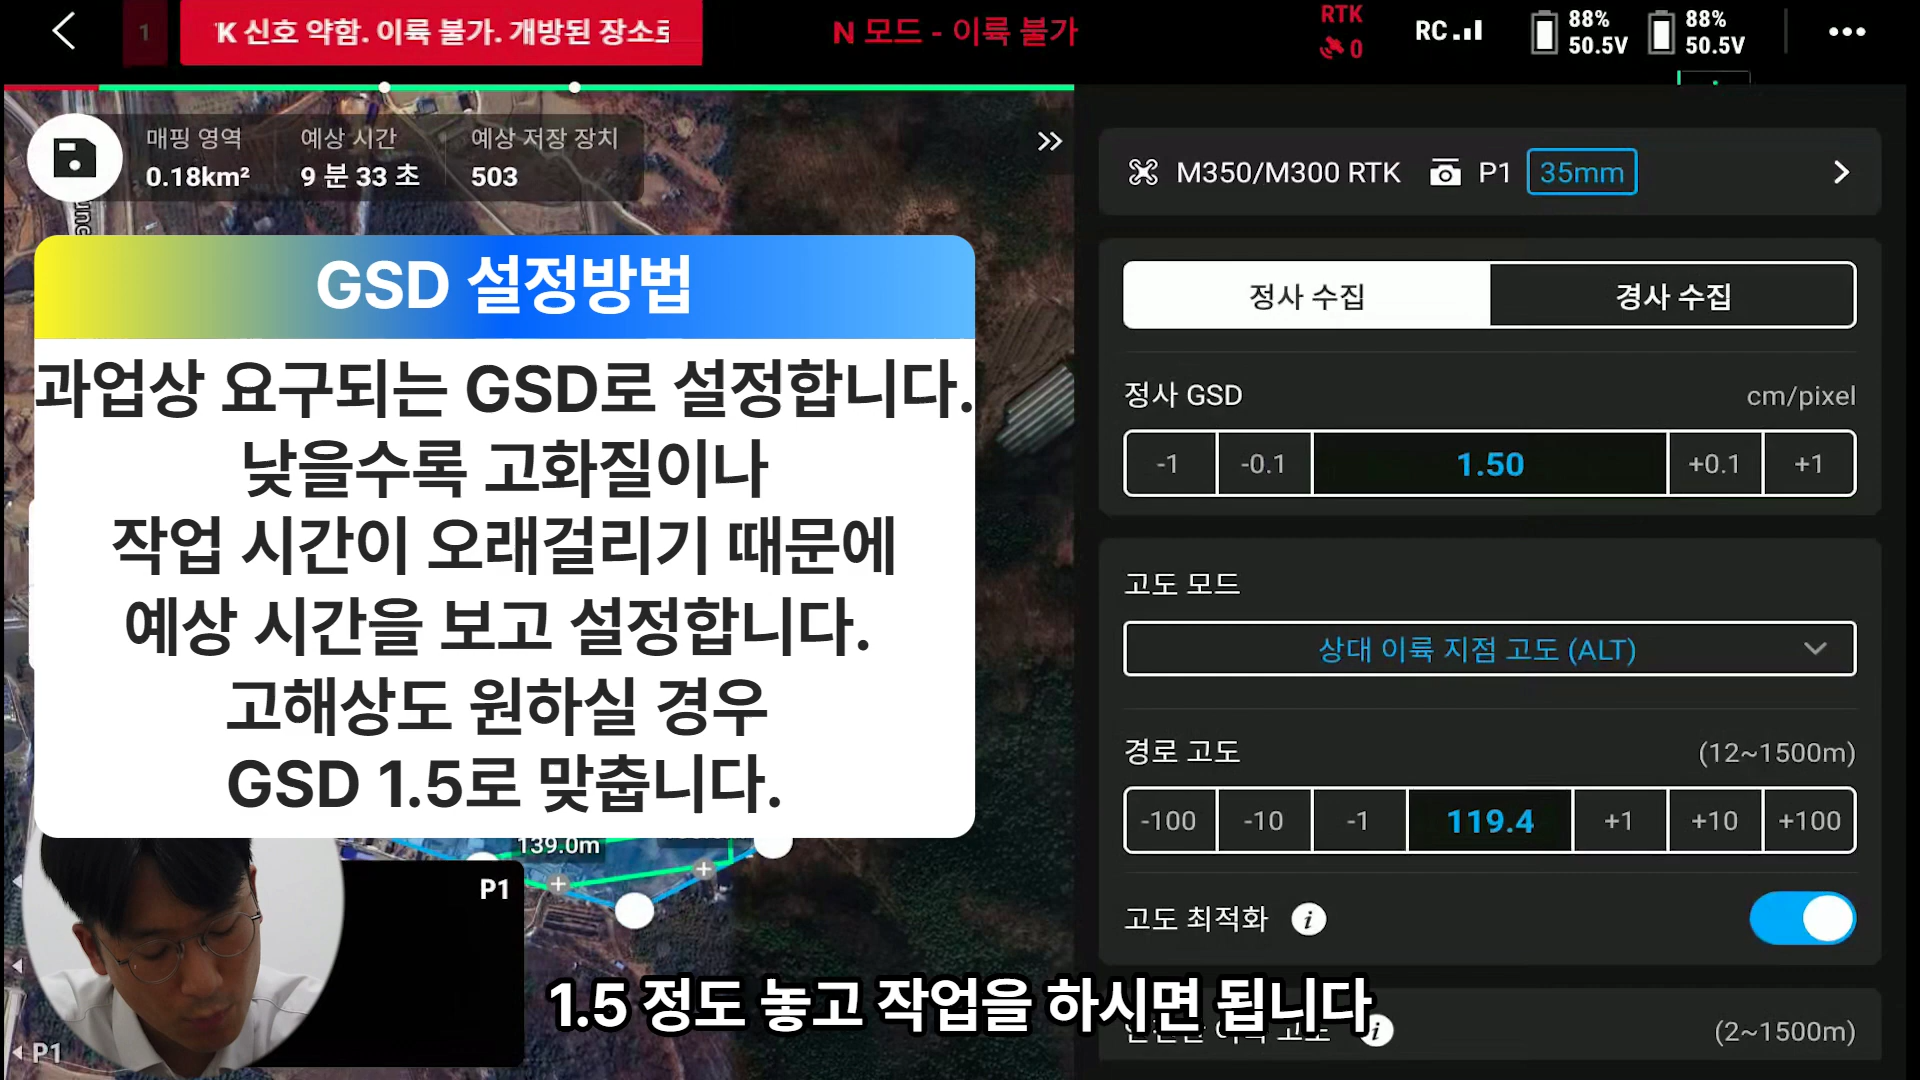 1
K 신호 약함. 이륙 불가. 개방된 장소로
N 모드 - 이륙 불가
RTK
0
RC
88%
50.5V
88%
50.5V
매핑 영역
0.18km²
예상 시간
9 분 33 초
예상 저장 장치
503
GSD 설정방법
과업상 요구되는 GSD로 설정합니다.
낮을수록 고화질이나
작업 시간이 오래걸리기 때문에
예상 시간을 보고 설정합니다.
고해상도 원하실 경우
GSD 1.5로 맞춥니다.
139.0m
P1
P1
M350/M300 RTK P1 35mm
정사 수집
경사 수집
정사 GSD
cm/pixel
-1 -0.1 1.50 +0.1 +1
고도 모드
상대 이륙 지점 고도 (ALT)
경로 고도
(12~1500m)
-100 -10 -1 119.4 +1 +10 +100
고도 최적화
(2~1500m)
1.5 정도 놓고 작업을 하시면 됩니다